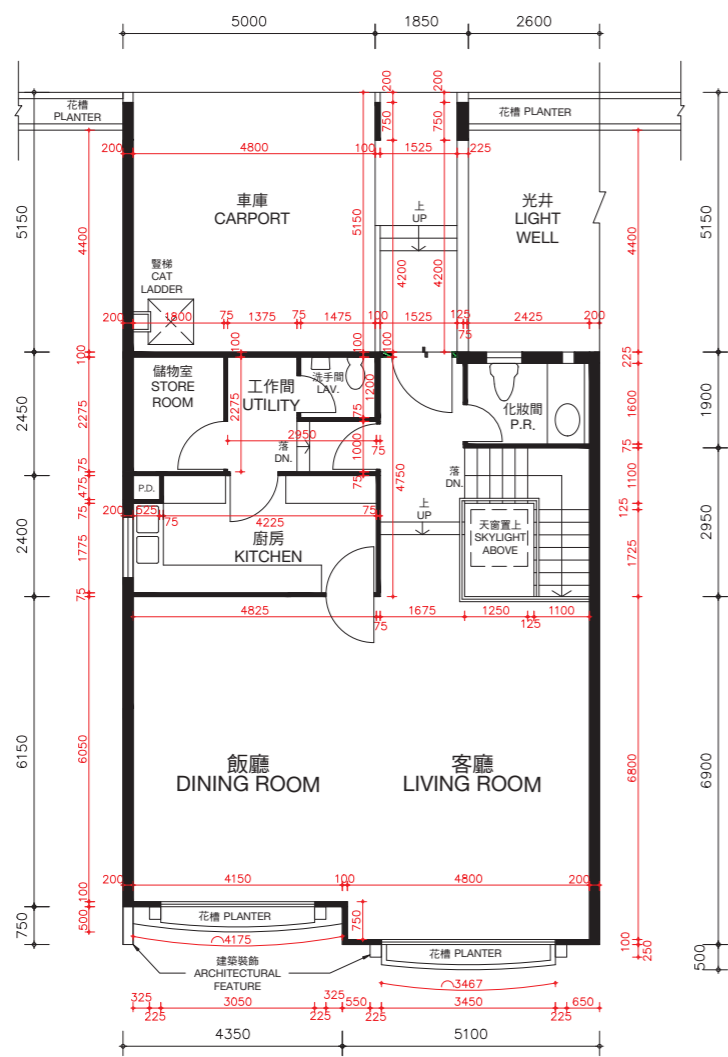 5000
1850
2600
花槽
PLANTER
花槽 PLANTER
200
750
200
750
200
4800
100
1525
225
5150
4400
車庫
CARPORT
5150
上
UP
光井
LIGHT
WELL
4400
5150
豎梯
CAT
LADDER
4200
4200
200
1800
75
1375
75
1475
100
1525
125
75
2425
200
100
100
100
100
225
2450
2275
儲物室
STORE
ROOM
2275
工作間
UTILITY
洗手間
LAV.
1200
75
化妝間
P.R.
1600
1900
2950
75
1000
75
落
DN.
4750
落
DN.
75
75
475
P.D.
1100
200
525
75
4225
75
上
UP
天窗置上
SKYLIGHT
ABOVE
125
2400
75
1775
廚房
KITCHEN
1725
2950
75
4825
75
1675
1250
125
1100
6150
6050
飯廳
DINING ROOM
客廳
LIVING ROOM
6800
6900
200
4150
100
4800
200
100
750
500
花槽 PLANTER
750
4175
花槽 PLANTER
100
250
500
建築裝飾
ARCHITECTURAL
FEATURE
3467
325
225
3050
325
225
550
225
3450
225
650
4350
5100